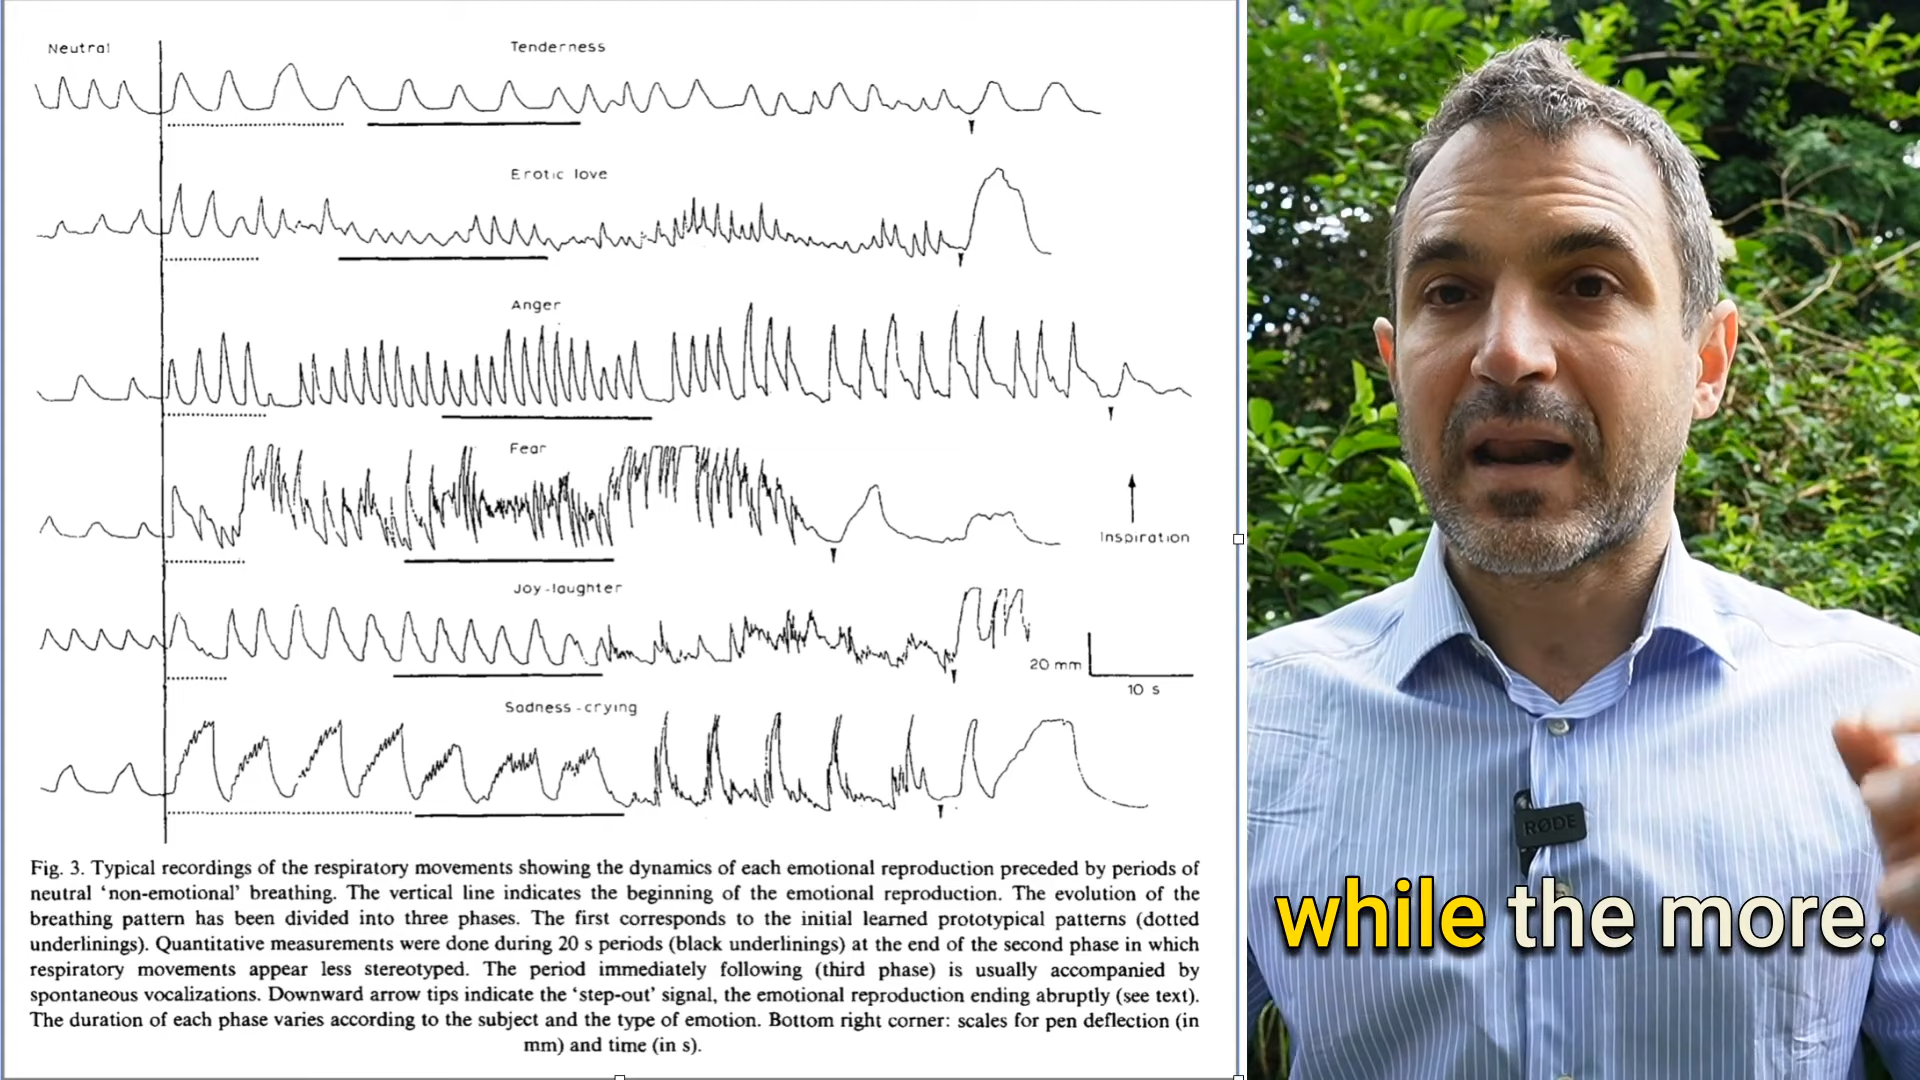 Neutral
Tenderness
Erotic love
Anger
Fear
Inspiration
Joy-laughter
20 mm
10 s
Sadness-crying
Fig. 3. Typical recordings of the respiratory movements showing the dynamics of each emotional reproduction preceded by periods of
neutral ‘non-emotional’ breathing. The vertical line indicates the beginning of the emotional reproduction. The evolution of the
breathing pattern has been divided into three phases. The first corresponds to the initial learned prototypical patterns (dotted
underlinings). Quantitative measurements were done during 20 s periods (black underlinings) at the end of the second phase in which
respiratory movements appear less stereotyped. The period immediately following (third phase) is usually accompanied by
spontaneous vocalizations. Downward arrow tips indicate the ‘step-out’ signal, the emotional reproduction ending abruptly (see text).
The duration of each phase varies according to the subject and the type of emotion. Bottom right corner: scales for pen deflection (in
mm) and time (in s).
RØDE
while the more.